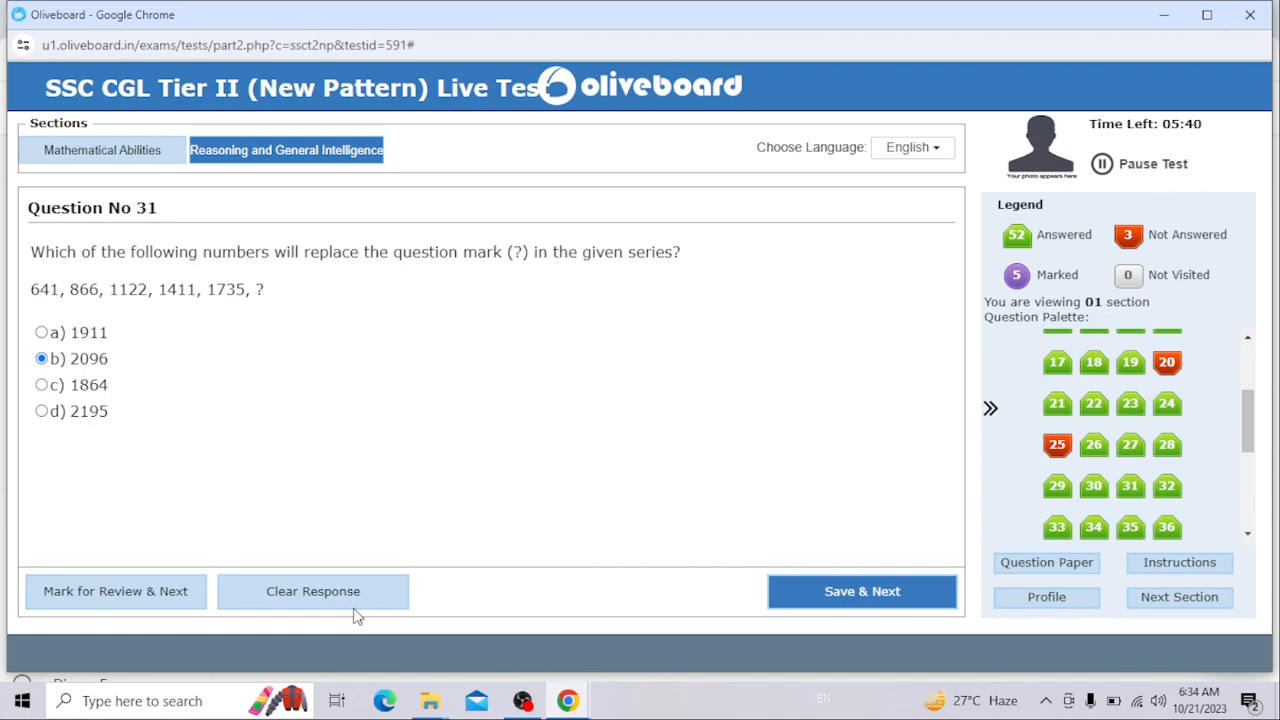 Oliveboard - Google Chrome
u1.oliveboard.in/exams/tests/part2.php?c=ssct2np&testid=591#
SSC CGL Tier II (New Pattern) Live Tes
oliveboard
Sections
Mathematical Abilities
Reasoning and General Intelligence
Choose Language:
English
Time Left: 05:40
Pause Test
Your photo appears here
Question No 31
Which of the following numbers will replace the question mark (?) in the given series?
641, 866, 1122, 1411, 1735, ?
a) 1911
b) 2096
c) 1864
d) 2195
Legend
52 Answered
3 Not Answered
5 Marked
0 Not Visited
You are viewing 01 section
Question Palette:
17 18 19 20
21 22 23 24
25 26 27 28
29 30 31 32
33 34 35 36
Mark for Review & Next
Clear Response
Save & Next
Question Paper
Instructions
Profile
Next Section
Type here to search
EN
27°C Haze
6:34 AM
10/21/2023
2